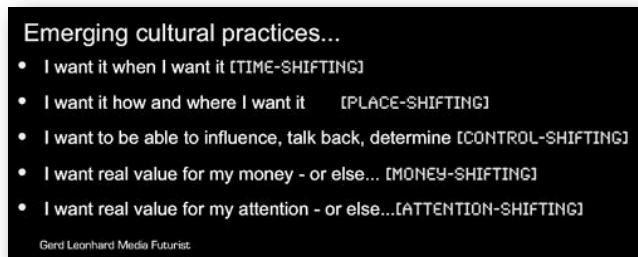 Emerging cultural practices...
• I want it when I want it [TIME-SHIFTING]
• I want it how and where I want it [PLACE-SHIFTING]
• I want to be able to influence, talk back, determine [CONTROL-SHIFTING]
• I want real value for my money - or else... [MONEY-SHIFTING]
• I want real value for my attention - or else...[ATTENTION-SHIFTING]
Gerd Leonhard Media Futurist